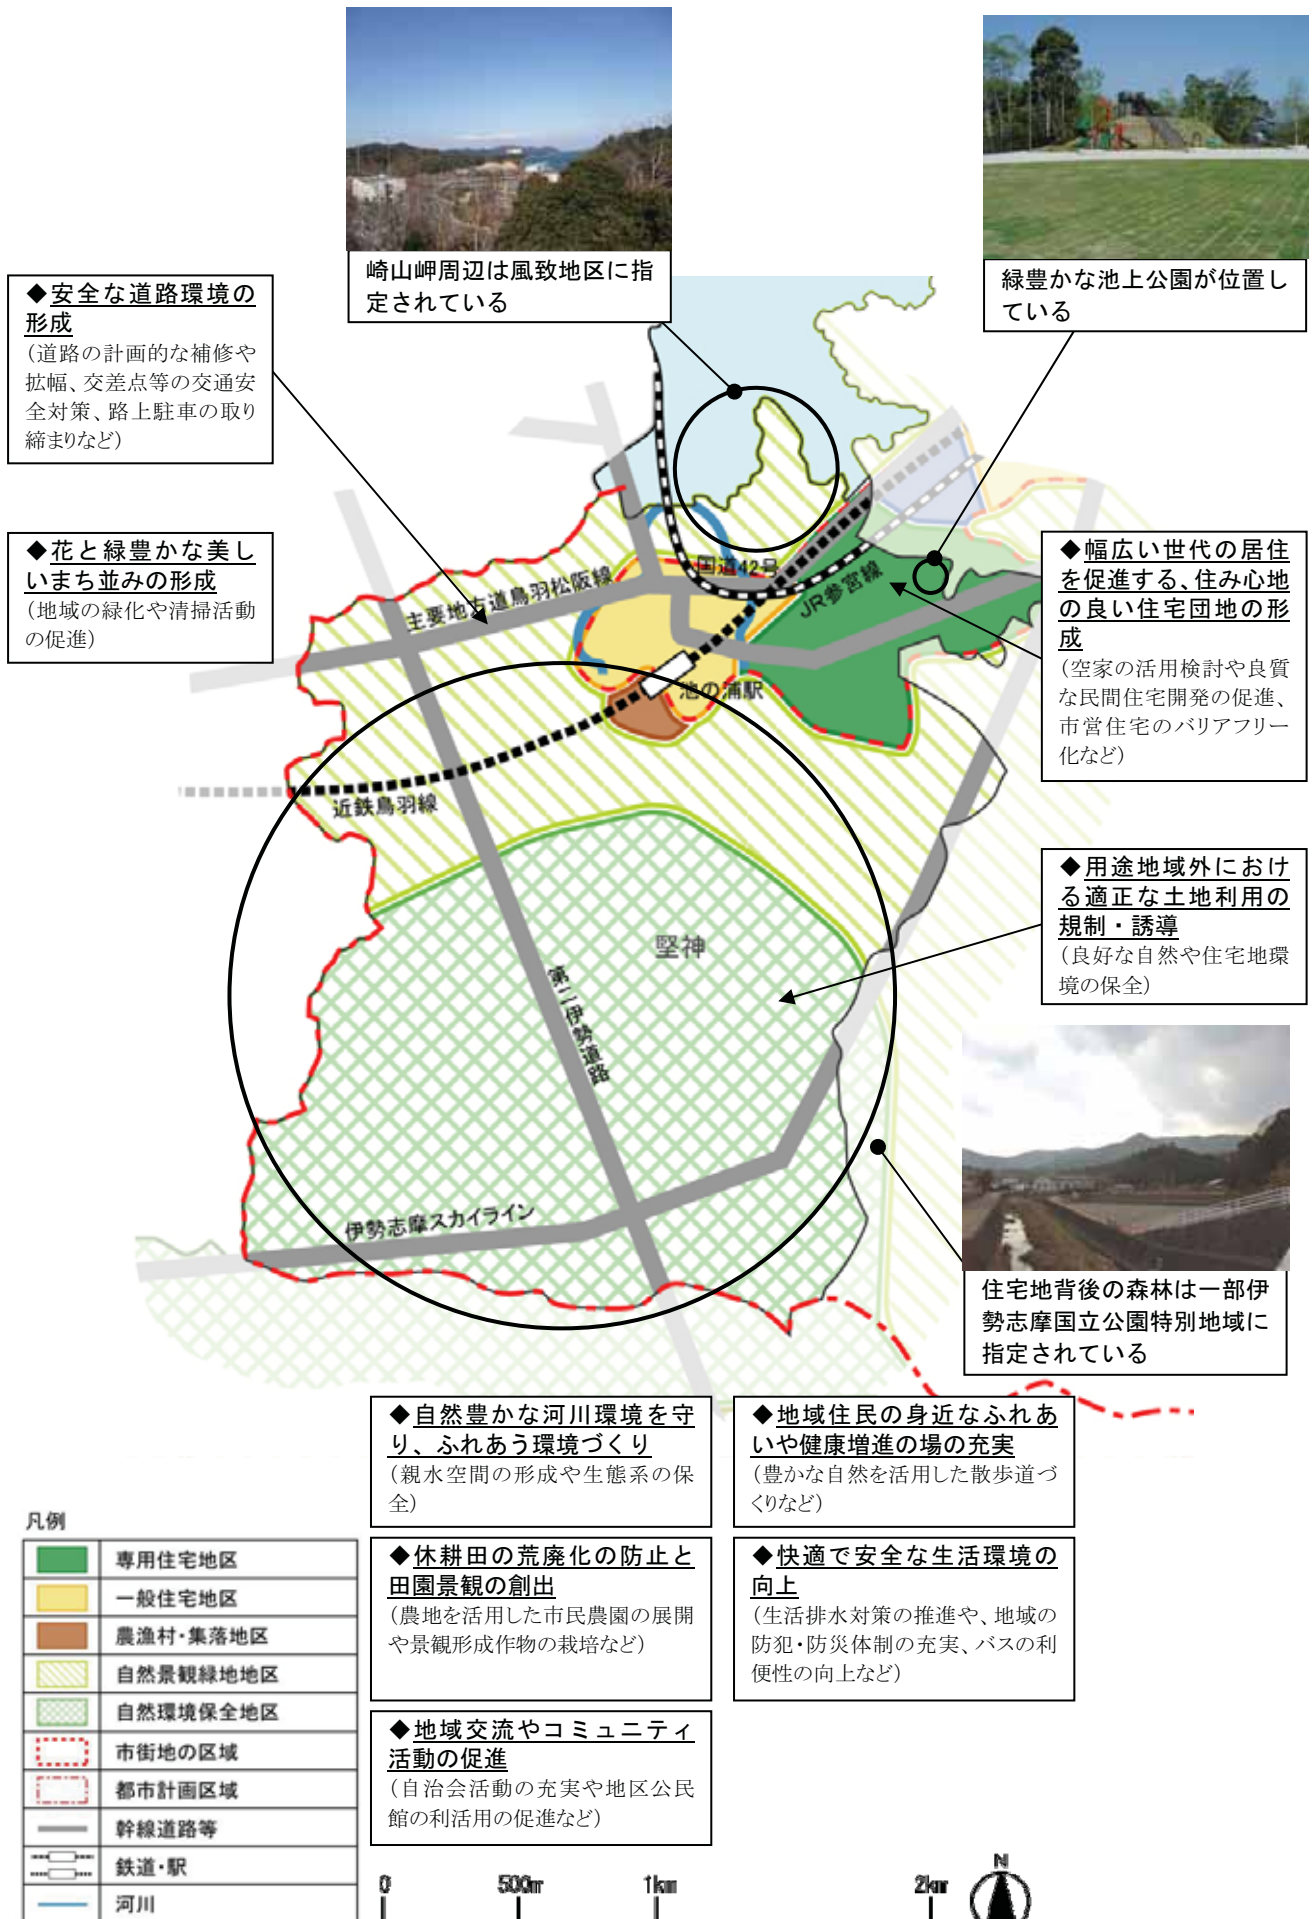 崎山岬周辺は風致地区に指
定されている
緑豊かな池上公園が位置し
ている
◆安全な道路環境の
形成
（道路の計画的な補修や
拡幅、交差点等の交通安
全対策、路上駐車の取り
締まりなど）
◆花と緑豊かな美し
いまち並みの形成
（地域の緑化や清掃活動
の促進）
◆幅広い世代の居住
を促進する、住み心地
の良い住宅団地の形
成
（空家の活用検討や良質
な民間住宅開発の促進、
市営住宅のバリアフリー
化など）
国道42号
主要地方道鳥羽松阪線
JR参宮線
池の浦駅
近鉄鳥羽線
◆用途地域外におけ
る適正な土地利用の
規制・誘導
（良好な自然や住宅地環
境の保全）
堅神
第二伊勢道路
伊勢志摩スカイライン
住宅地背後の森林は一部伊
勢志摩国立公園特別地域に
指定されている
◆自然豊かな河川環境を守
り、ふれあう環境づくり
（親水空間の形成や生態系の保
全）
◆地域住民の身近なふれあ
いや健康増進の場の充実
（豊かな自然を活用した散歩道づ
くりなど）
◆休耕田の荒廃化の防止と
田園景観の創出
（農地を活用した市民農園の展開
や景観形成作物の栽培など）
◆快適で安全な生活環境の
向上
（生活排水対策の推進や、地域の
防犯・防災体制の充実、バスの利
便性の向上など）
◆地域交流やコミュニティ
活動の促進
（自治会活動の充実や地区公民
館の利活用の促進など）
凡例
専用住宅地区
一般住宅地区
農漁村・集落地区
自然景観緑地地区
自然環境保全地区
市街地の区域
都市計画区域
幹線道路等
鉄道・駅
河川
0 500m 1km 2km
N